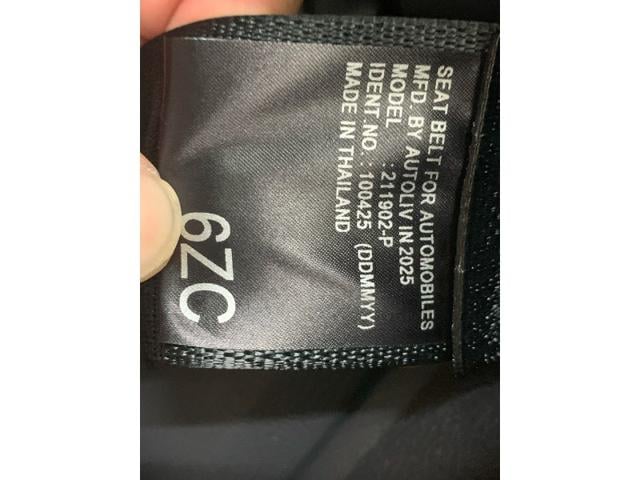 SEAT BELT FOR AUTOMOBILES
MFD. BY AUTOLIV IN 2025
MODEL : 211902-P
IDENT.NO. : 100425 (DDMMYY)
MADE IN THAILAND
6ZC